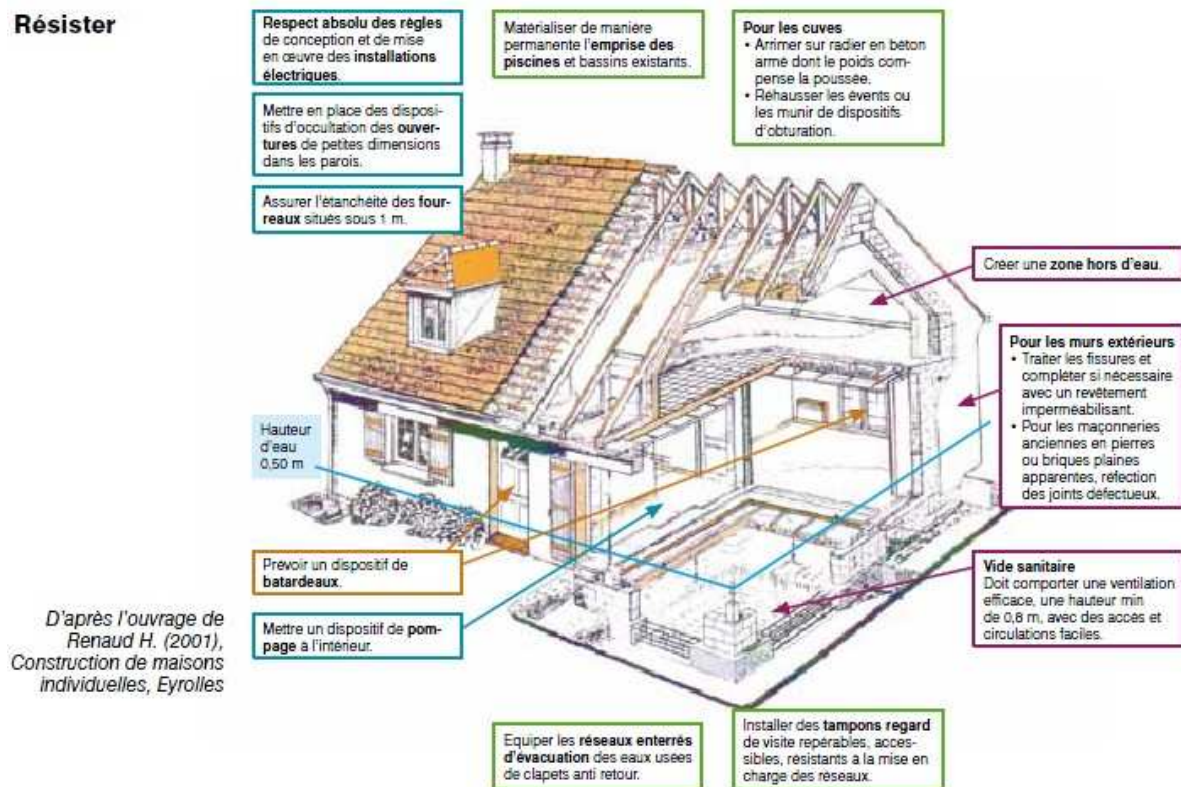 Résister
Respect absolu des règles
de conception et de mise
en œuvre des installations
électriques.
Matérialiser de manière
permanente l'emprise des
piscines et bassins existants.
Pour les cuves
• Arrimer sur radier en béton
armé dont le poids com-
pense la poussée.
• Réhausser les évents ou
les munir de dispositifs
d'obturation.
Mettre en place des disposi-
tifs d'occultation des ouver-
tures de petites dimensions
dans les parois.
Assurer l'étanchéité des four-
reaux situés sous 1 m.
Créer une zone hors d'eau.
Pour les murs extérieurs
• Traiter les fissures et
compléter si nécessaire
avec un revêtement
imperméabilisant.
• Pour les maçonneries
anciennes en pierres
ou briques plaines
apparentes, réfection
des joints défectueux.
Hauteur
d'eau
0,50 m
Prévoir un dispositif de
batardeaux.
Vide sanitaire
Doit comporter une ventilation
efficace, une hauteur min
de 0,6 m, avec des accès et
circulations faciles.
Mettre un dispositif de pom-
page à l'intérieur.
D'après l'ouvrage de
Renaud H. (2001),
Construction de maisons
individuelles, Eyrolles
Equiper les réseaux enterrés
d'évacuation des eaux usées
de clapets anti retour.
Installer des tampons regard
de visite repérables, acces-
sibles, résistants à la mise en
charge des réseaux.